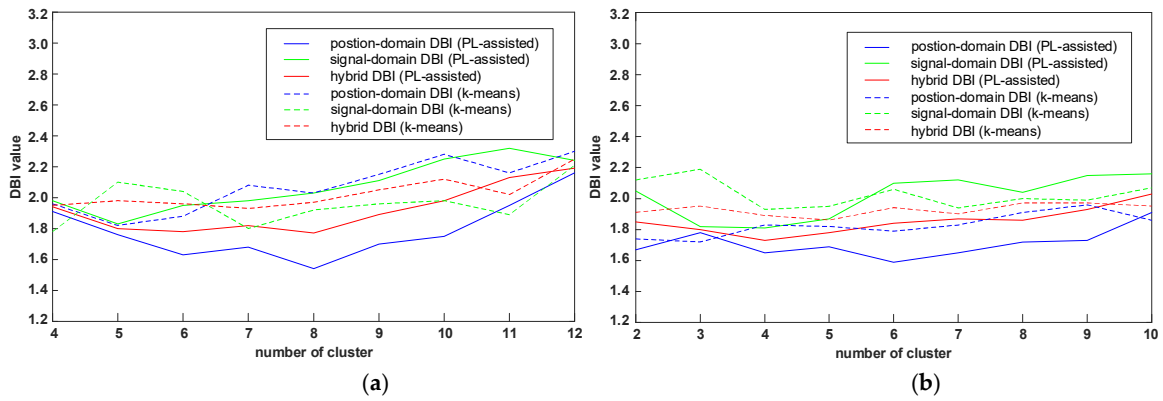 3.2
3.0
2.8
2.6
2.4
2.2
2.0
1.8
1.6
1.4
1.2
DBI value
postion-domain DBI (PL-assisted)
signal-domain DBI (PL-assisted)
hybrid DBI (PL-assisted)
postion-domain DBI (k-means)
signal-domain DBI (k-means)
hybrid DBI (k-means)
4 5 6 7 8 9 10 11 12
number of cluster
(a)
3.2
3.0
2.8
2.6
2.4
2.2
2.0
1.8
1.6
1.4
1.2
DBI value
postion-domain DBI (PL-assisted)
signal-domain DBI (PL-assisted)
hybrid DBI (PL-assisted)
postion-domain DBI (k-means)
signal-domain DBI (k-means)
hybrid DBI (k-means)
2 3 4 5 6 7 8 9 10
number of cluster
(b)